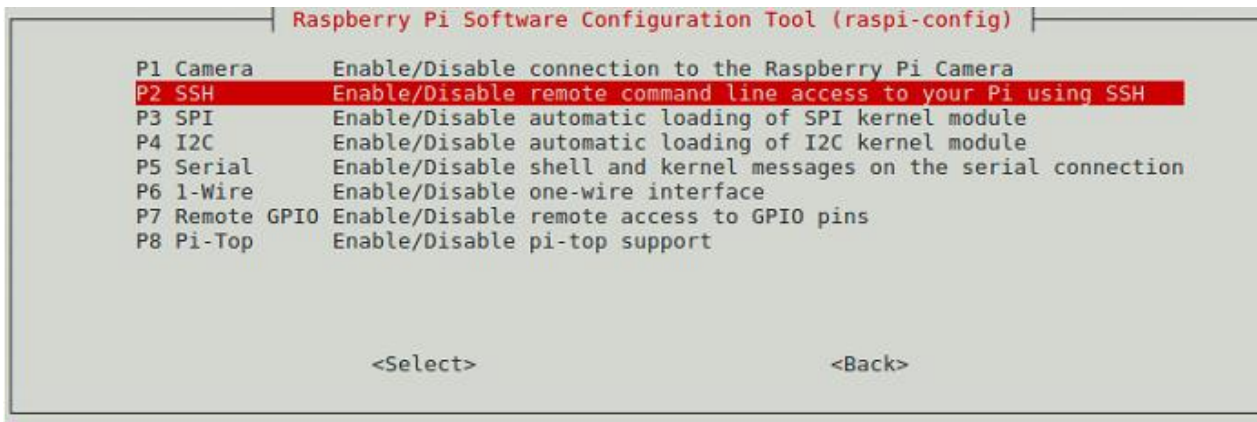 Raspberry Pi Software Configuration Tool (raspi-config)
P1 Camera Enable/Disable connection to the Raspberry Pi Camera
P2 SSH Enable/Disable remote command line access to your Pi using SSH
P3 SPI Enable/Disable automatic loading of SPI kernel module
P4 I2C Enable/Disable automatic loading of I2C kernel module
P5 Serial Enable/Disable shell and kernel messages on the serial connection
P6 1-Wire Enable/Disable one-wire interface
P7 Remote GPIO Enable/Disable remote access to GPIO pins
P8 Pi-Top Enable/Disable pi-top support
<Select> <Back>